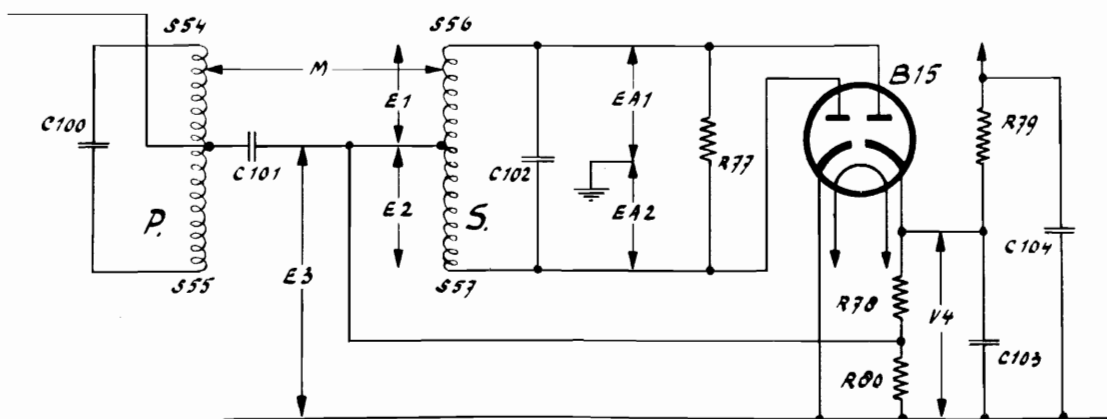 S54
S56
M
E1
EA1
B15
C100
C101
C102
R77
R79
P.
E2
S.
EA2
S55
E3
S57
R78
V4
C104
C103
R80